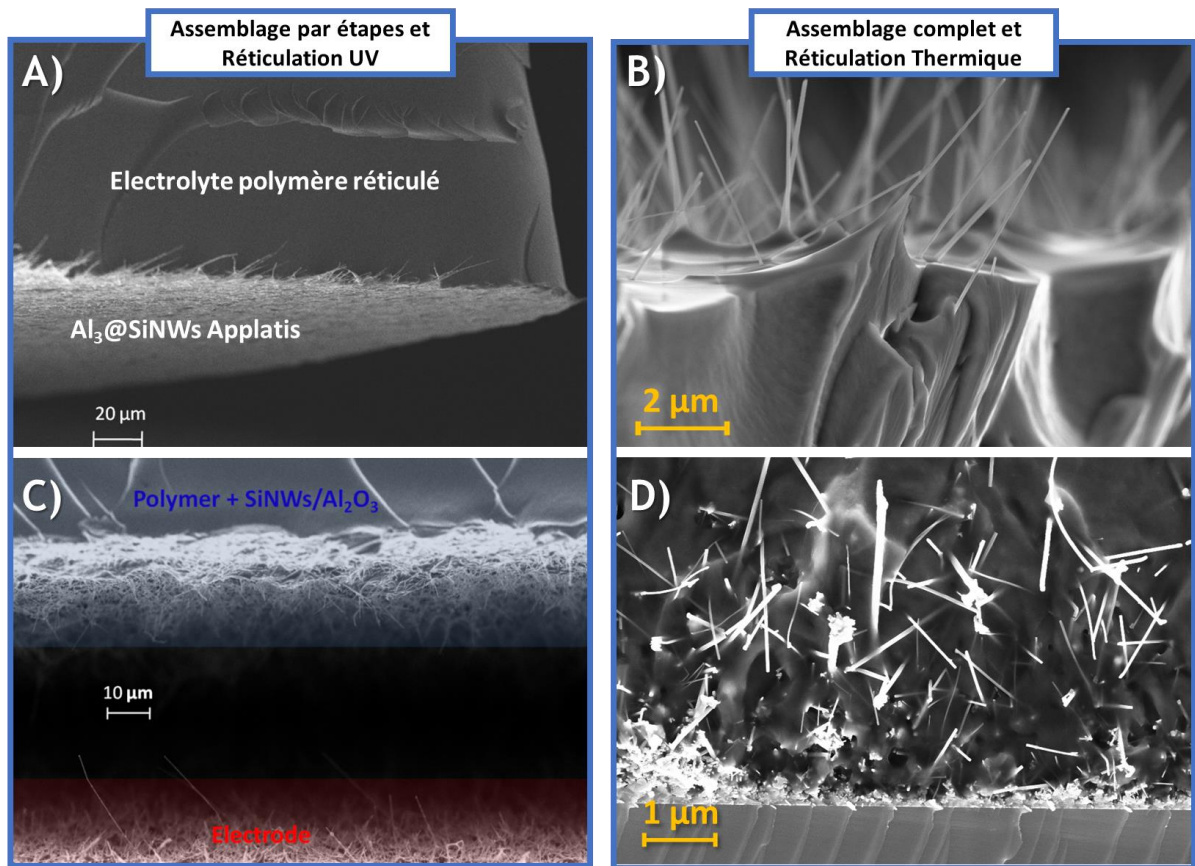 Assemblage par étapes et
Réticulation UV
Assemblage complet et
Réticulation Thermique
A)
Electrolyte polymère réticulé
Al₃@SiNWs Applatis
20 µm
B)
2 µm
C)
Polymer + SiNWs/Al₂O₃
10 µm
Electrode
D)
1 µm